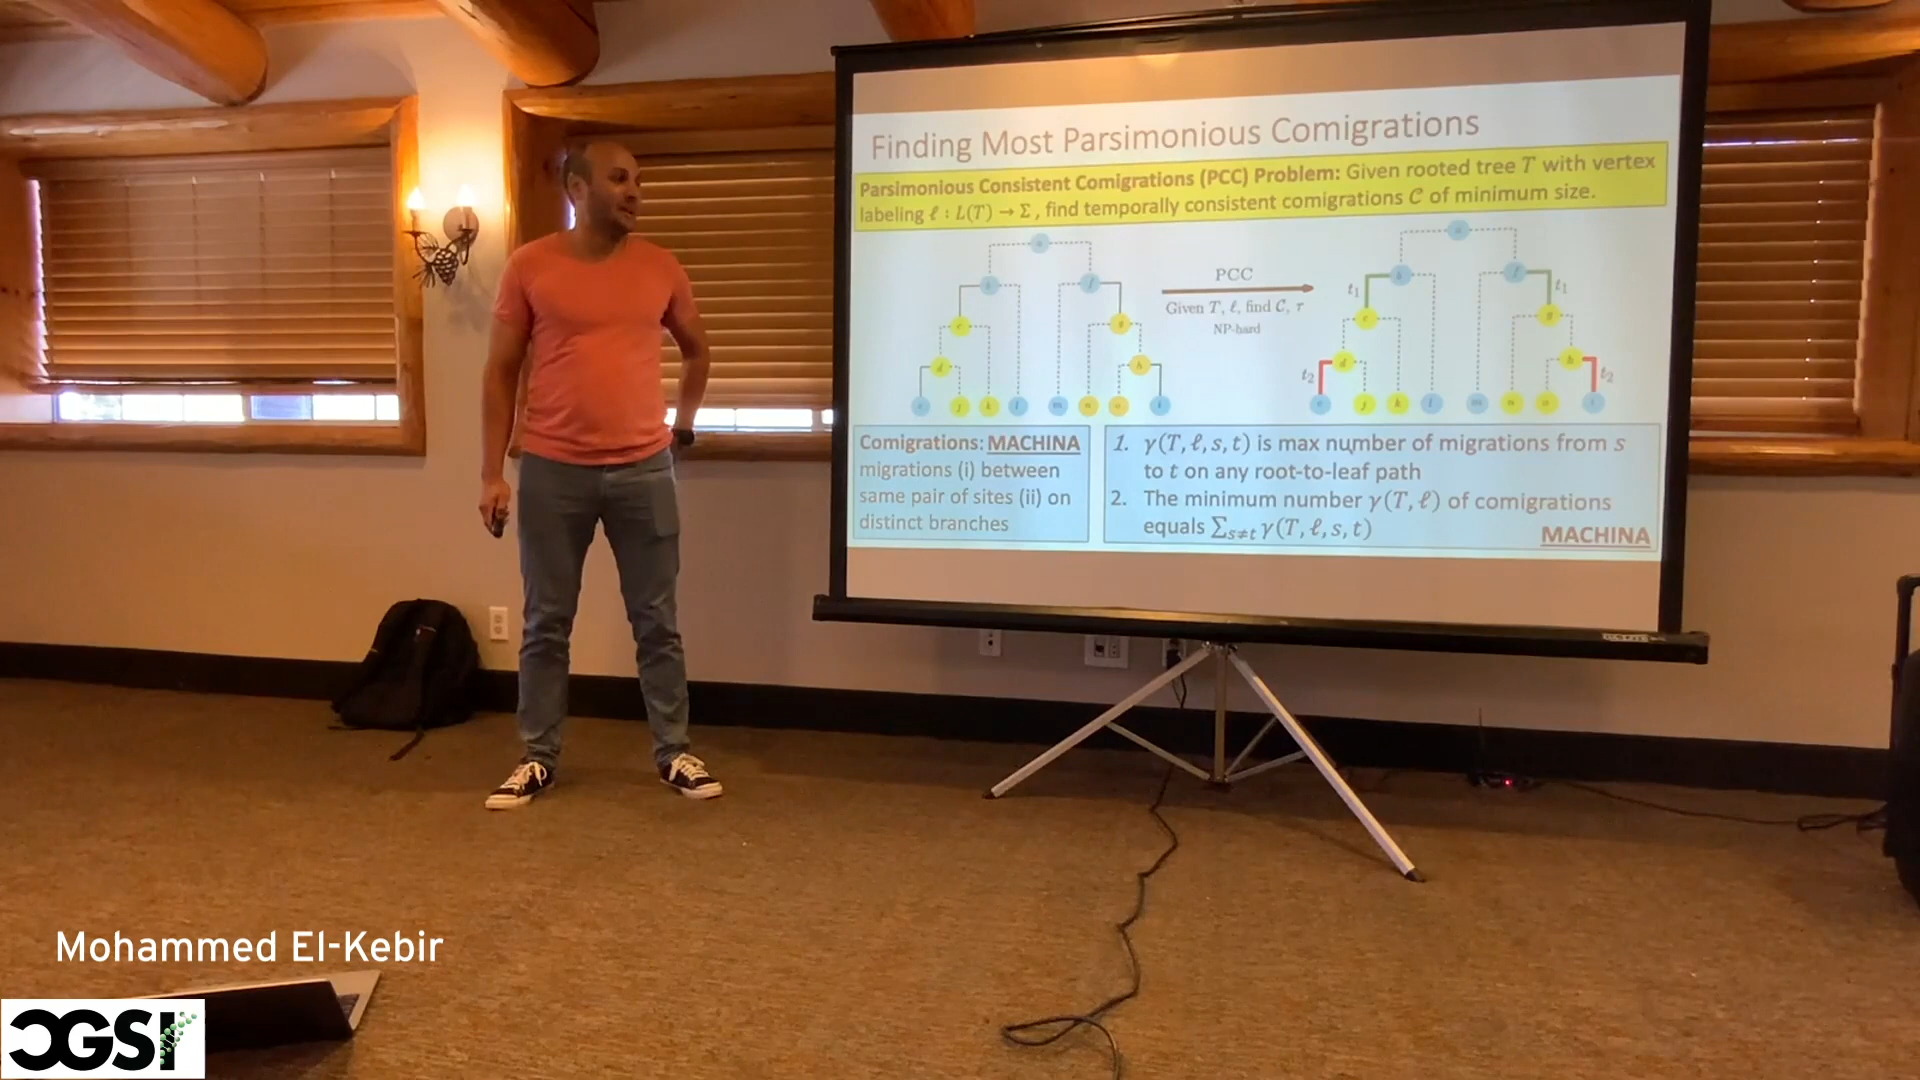 Finding Most Parsimonious Comigrations
Parsimonious Consistent Comigrations (PCC) Problem: Given rooted tree T with vertex
labeling ℓ : L(T) → Σ, find temporally consistent comigrations C of minimum size.
PCC
Given T, ℓ, find C, τ
NP-hard
t₁
t₁
t₂
t₂
Comigrations: MACHINA
migrations (i) between
same pair of sites (ii) on
distinct branches
1. γ(T, ℓ, s, t) is max number of migrations from s
to t on any root-to-leaf path
2. The minimum number γ(T, ℓ) of comigrations
equals ∑s≠t γ(T, ℓ, s, t)
MACHINA
Mohammed El-Kebir
CGSI